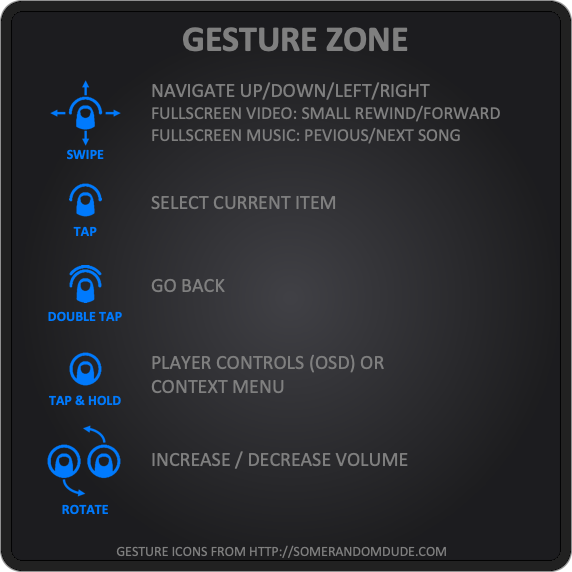 GESTURE ZONE
NAVIGATE UP/DOWN/LEFT/RIGHT
FULLSCREEN VIDEO: SMALL REWIND/FORWARD
FULLSCREEN MUSIC: PEVIOUS/NEXT SONG
SWIPE
SELECT CURRENT ITEM
TAP
GO BACK
DOUBLE TAP
PLAYER CONTROLS (OSD) OR
CONTEXT MENU
TAP & HOLD
INCREASE / DECREASE VOLUME
ROTATE
GESTURE ICONS FROM HTTP://SOMERANDOMDUDE.COM